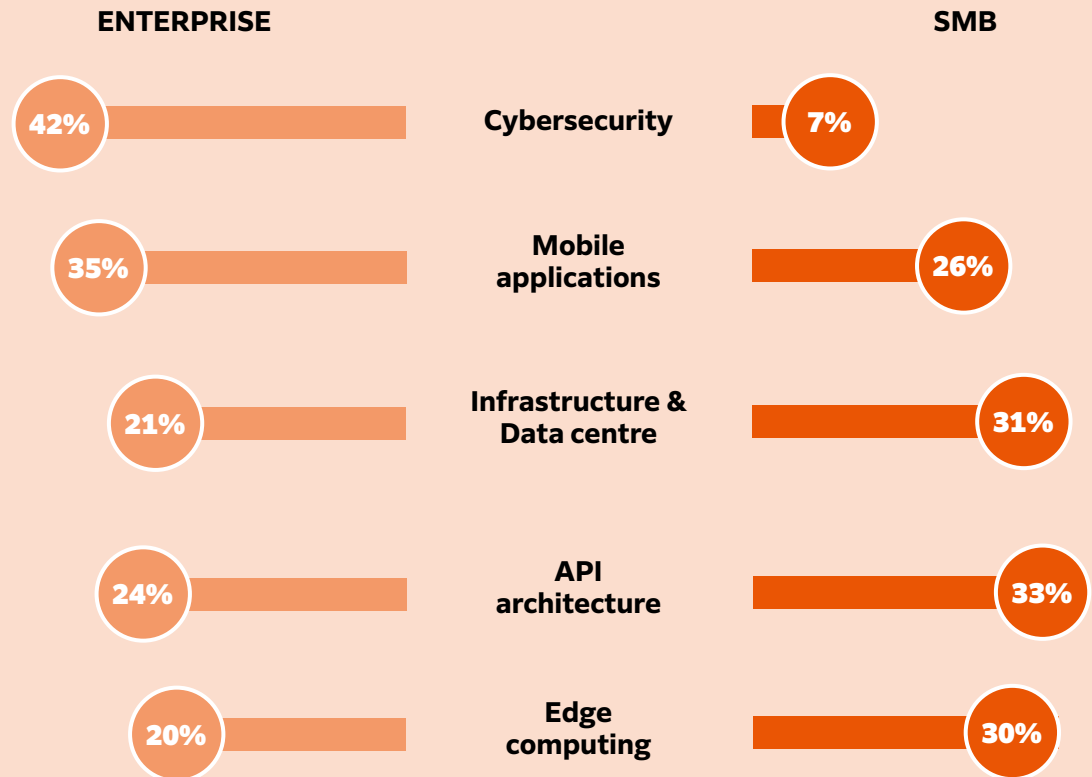 ENTERPRISE
SMB
42%
Cybersecurity
7%
35%
Mobile
applications
26%
21%
Infrastructure &
Data centre
31%
24%
API
architecture
33%
20%
Edge
computing
30%